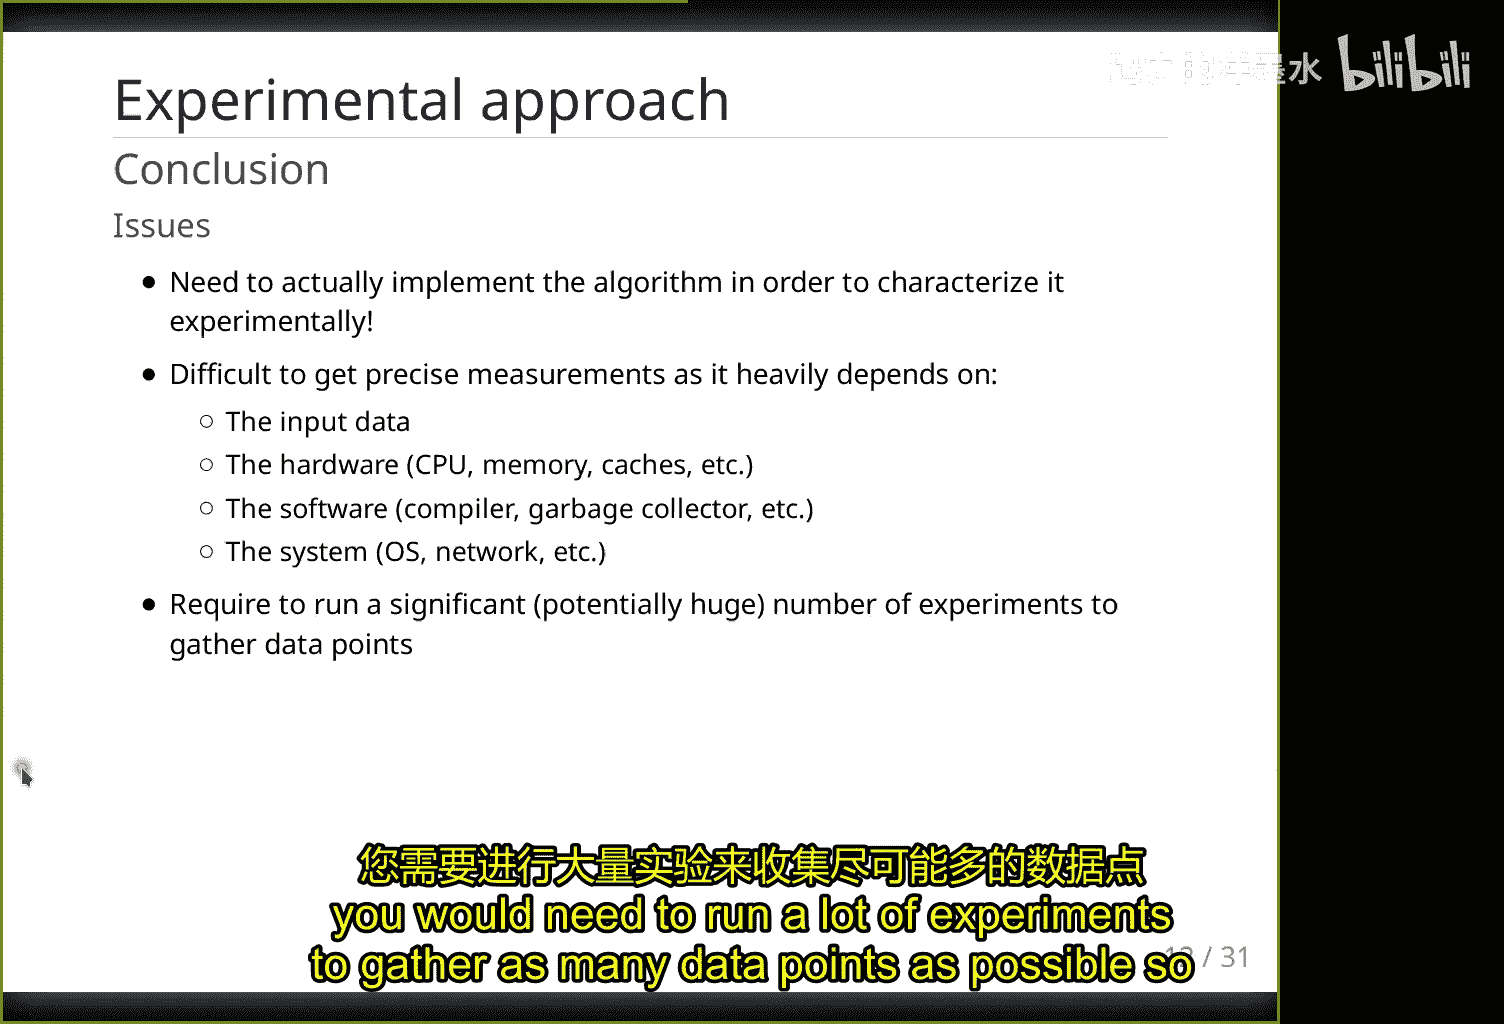 水 bilibili
Experimental approach
Conclusion
Issues
● Need to actually implement the algorithm in order to characterize it
experimentally!
● Difficult to get precise measurements as it heavily depends on:
○ The input data
○ The hardware (CPU, memory, caches, etc.)
○ The software (compiler, garbage collector, etc.)
○ The system (OS, network, etc.)
● Require to run a significant (potentially huge) number of experiments to
gather data points
您需要进行大量实验来收集尽可能多的数据点
you would need to run a lot of experiments
to gather as many data points as possible so
/ 31